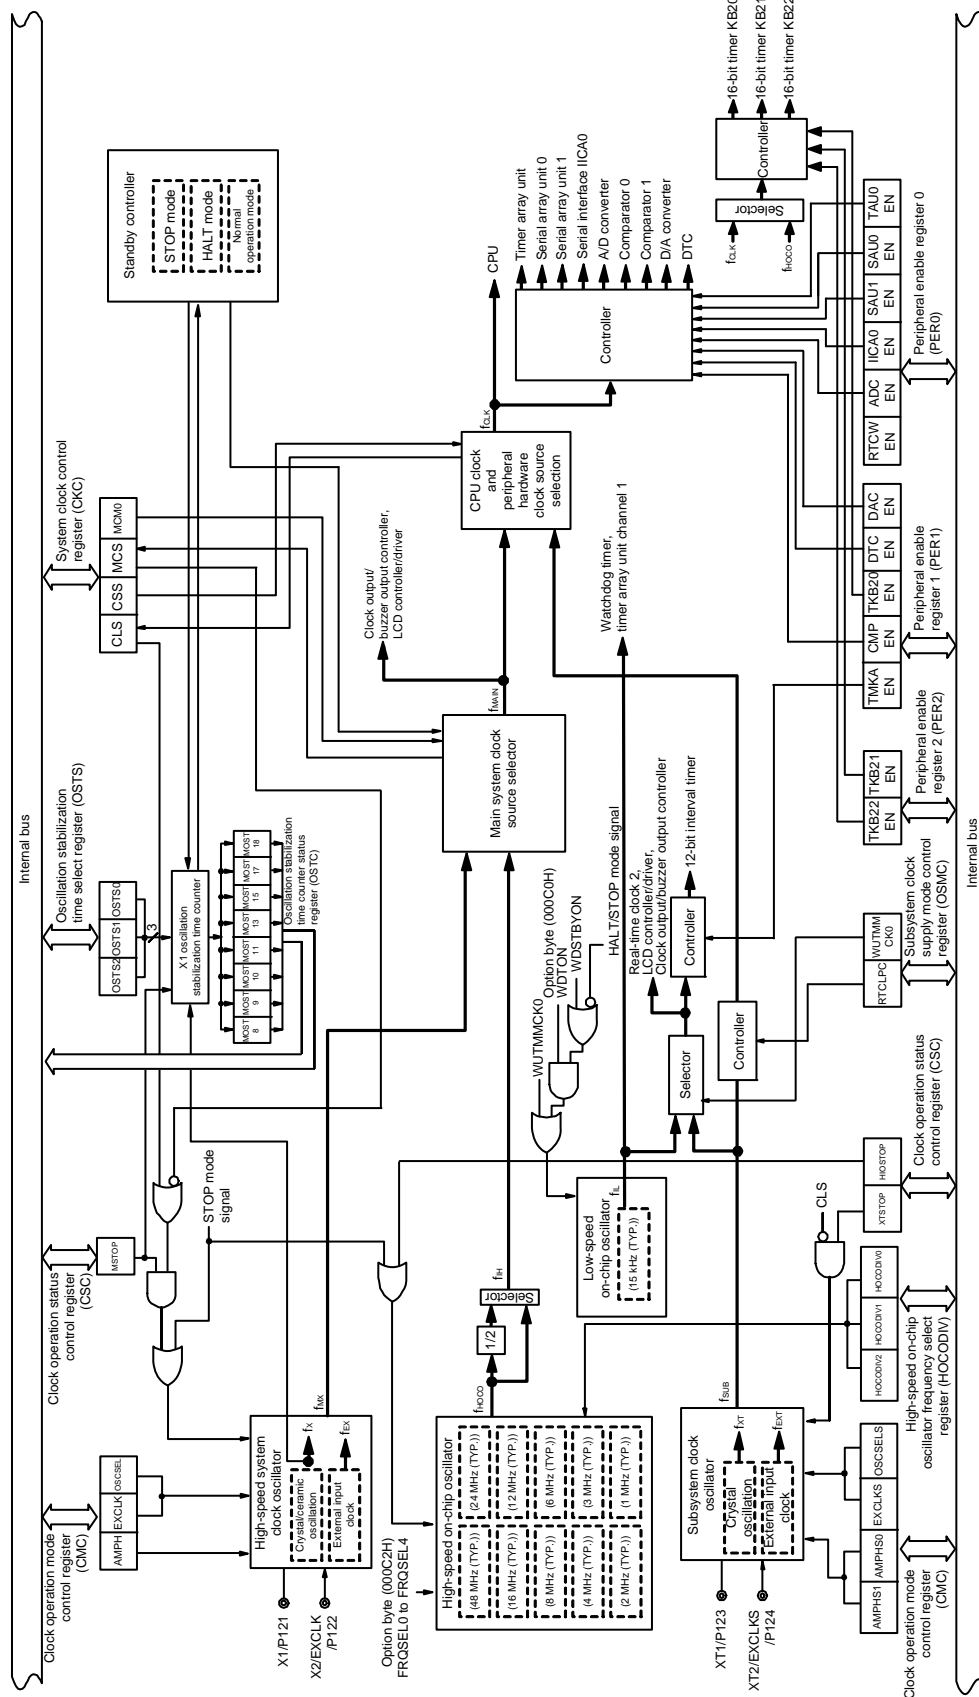 Internal bus
Clock operation mode
control register
(CMC)
AMPH
EXCLK
OSCSEL
Clock operation status
control register
(CSC)
MSTOP
Oscillation stabilization
time select register (OSTS)
OSTS2
OSTS1
OSTS0
3
System clock control
register (CKC)
CLS
CSS
MCS
MCM0
Standby controller
STOP mode
HALT mode
Normal
operation mode
X1 oscillation
stabilization time counter
MOST
8
MOST
9
MOST
10
MOST
11
MOST
13
MOST
15
MOST
17
MOST
18
Oscillation stabilization
time counter status
register (OSTC)
STOP mode
signal
X1/P121
X2/EXCLK
/P122
High-speed system
clock oscillator
Crystal/ceramic
oscillation
External input
clock
fX
fEX
fMX
Option byte (000C2H)
FRQSEL0 to FRQSEL4
High-speed on-chip oscillator
(48 MHz (TYP.))
(24 MHz (TYP.))
(16 MHz (TYP.))
(12 MHz (TYP.))
(8 MHz (TYP.))
(6 MHz (TYP.))
(4 MHz (TYP.))
(3 MHz (TYP.))
(2 MHz (TYP.))
(1 MHz (TYP.))
fHOCO
1/2
Selector
fIH
Main system clock
source selector
fMAIN
Clock output/
buzzer output controller,
LCD controller/driver
CPU clock
and
peripheral
hardware
clock source
selection
fCLK
CPU
Controller
Timer array unit
Serial array unit 0
Serial array unit 1
Serial interface IICA0
A/D converter
Comparator 0
Comparator 1
D/A converter
DTC
WUTMMCK0
Option byte (000C0H)
WDTON
WDSTBYON
HALT/STOP mode signal
Low-speed
on-chip oscillator
(15 kHz (TYP.))
fIL
Watchdog timer,
timer array unit channel 1
Real-time clock 2,
LCD controller/driver,
Clock output/buzzer output controller
Selector
Controller
12-bit interval timer
Controller
fCLK
fHOCO
Selector
Controller
16-bit timer KB20
16-bit timer KB21
16-bit timer KB22
XT1/P123
XT2/EXCLKS
/P124
Subsystem clock
oscillator
Crystal
oscillation
External input
clock
fXT
fEXT
fSUB
CLS
AMPHS1
AMPHS0
EXCLKS
OSCSELS
Clock operation mode
control register
(CMC)
HOCODIV2
HOCODIV1
HOCODIV0
High-speed on-chip
oscillator frequency select
register (HOCODIV)
XTSTOP
HIOSTOP
Clock operation status
control register (CSC)
RTCLPC
WUTMM
CK0
Subsystem clock
supply mode control
register (OSMC)
TKB22
EN
TKB21
EN
Peripheral enable
register 2 (PER2)
TMKA
EN
CMP
EN
TKB20
EN
DTC
EN
DAC
EN
Peripheral enable
register 1 (PER1)
RTCW
EN
ADC
EN
IICA0
EN
SAU1
EN
SAU0
EN
TAU0
EN
Peripheral enable register 0
(PER0)
Internal bus